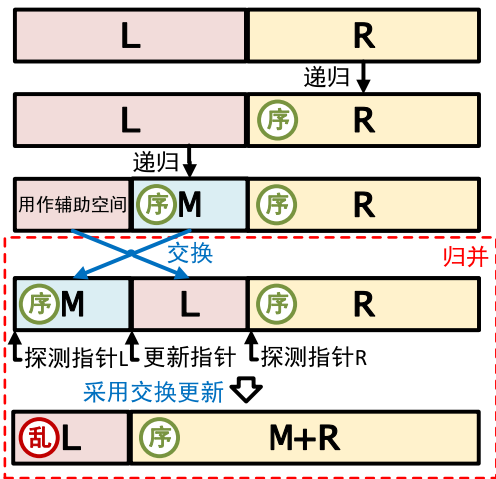 L R
递归
L 序 R
递归
用作辅助空间 序 M 序 R
交换 归并
序 M L 序 R
探测指针L 更新指针 探测指针R
采用交换更新
乱 L 序 M+R